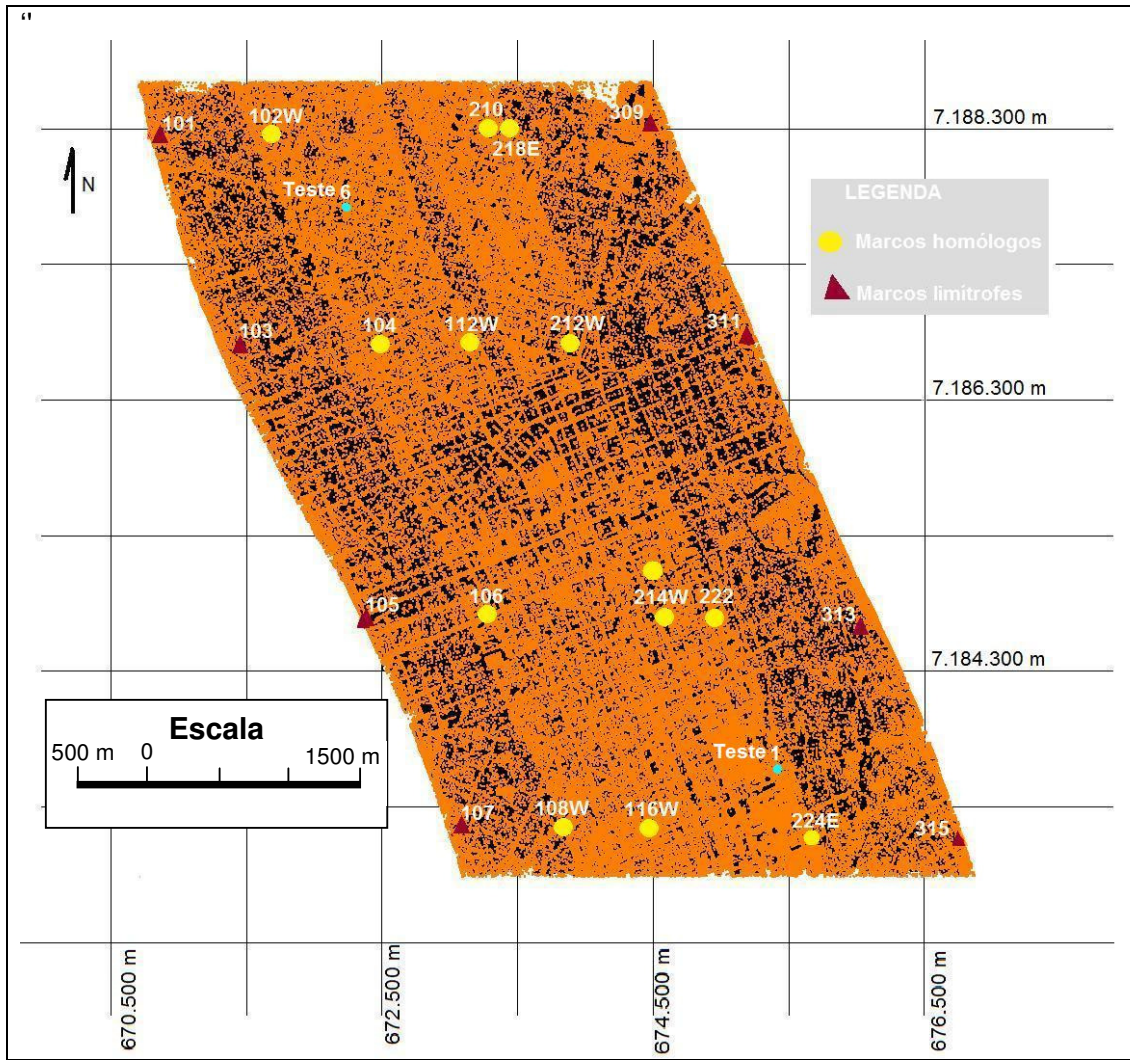 “
101
102W
210
218E
309
7.188.300 m
N
Teste 6
LEGENDA
Marcos homólogos
Marcos limítrofes
103
104
112W
212W
311
7.186.300 m
105
106
214W
222
313
7.184.300 m
Escala
500 m 0 1500 m
Teste 1
107
108W
116W
224E
315
670.500 m
672.500 m
674.500 m
676.500 m